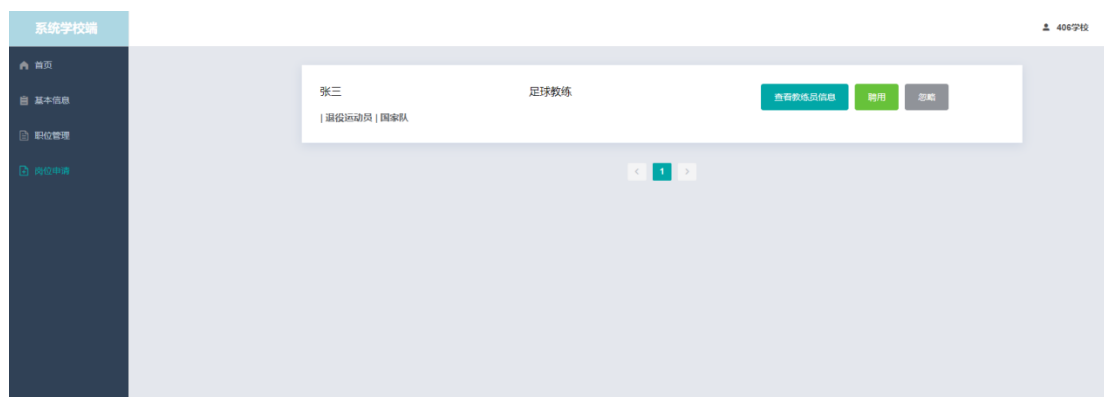 系统学校端
406学校
首页
基本信息
职位管理
岗位申请
张三 足球教练 查看教练员信息 聘用 忽略
| 退役运动员 | 国家队
< 1 >